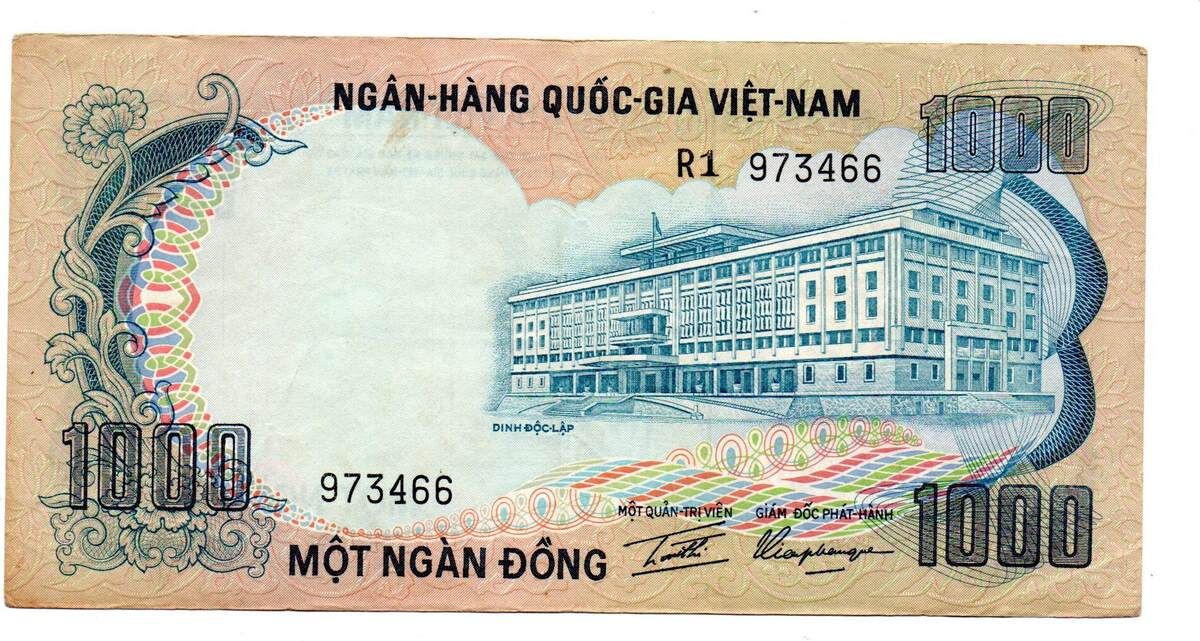 NGÂN-HÀNG QUỐC-GIA VIỆT-NAM
1000
R1 973466
DINH ĐỘC-LẬP
1000
973466
MỘT QUẢN-TRỊ VIÊN
GIÁM ĐỐC PHÁT-HÀNH
1000
MỘT NGÀN ĐỒNG